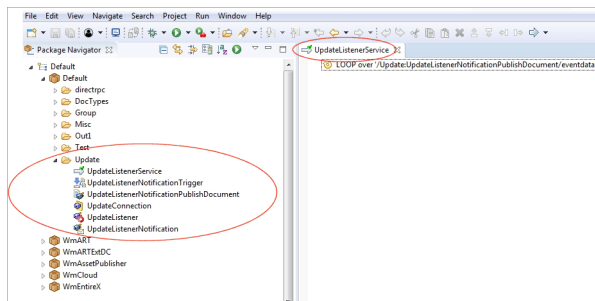 File Edit View Navigate Search Project Run Window Help
Package Navigator
Default
Default
directrpc
DocTypes
Group
Misc
Out1
Test
Update
UpdateListenerService
UpdateListenerNotificationTrigger
UpdateListenerNotificationPublishDocument
UpdateConnection
UpdateListener
UpdateListenerNotification
WmART
WmARTExtDC
WmAssetPublisher
WmCloud
WmEntireX
UpdateListenerService
LOOP over '/Update:UpdateListenerNotificationPublishDocument/eventdata